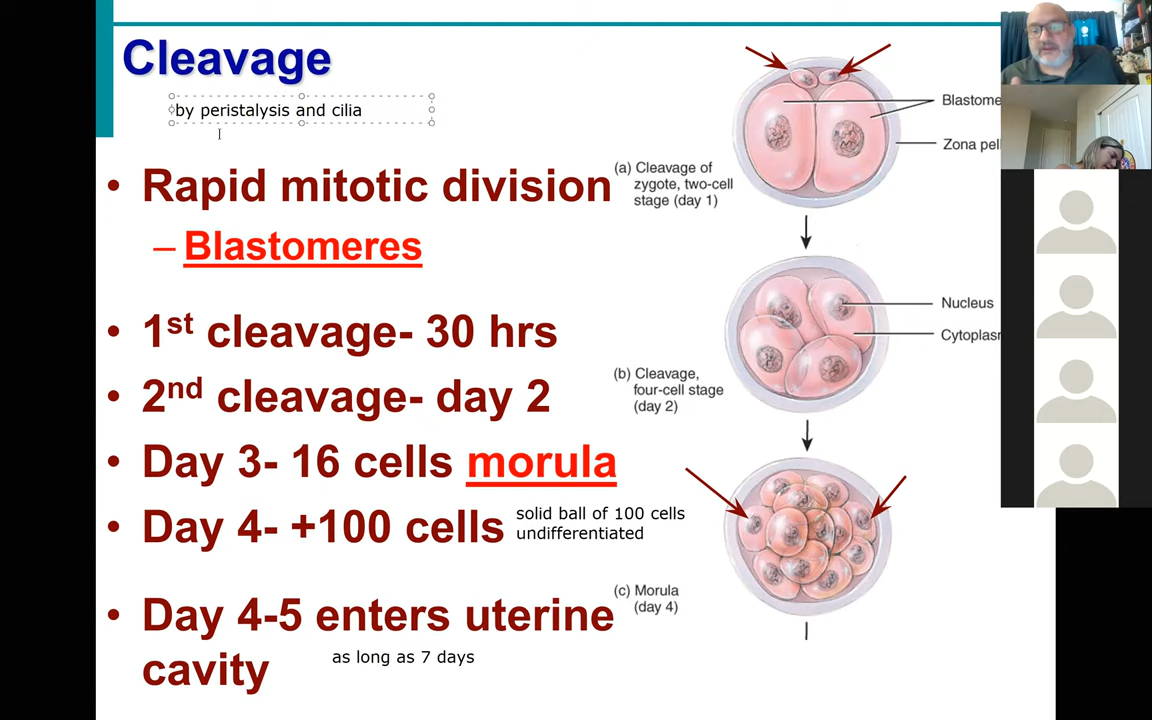 Cleavage
by peristalysis and cilia
• Rapid mitotic division
– Blastomeres
• 1st cleavage- 30 hrs
• 2nd cleavage- day 2
• Day 3- 16 cells morula
• Day 4- +100 cells
solid ball of 100 cells
undifferentiated
• Day 4-5 enters uterine
cavity
as long as 7 days
Blastome
Zona pel
(a) Cleavage of
zygote, two-cell
stage (day 1)
Nucleus
Cytoplasr
(b) Cleavage,
four-cell stage
(day 2)
(c) Morula
(day 4)